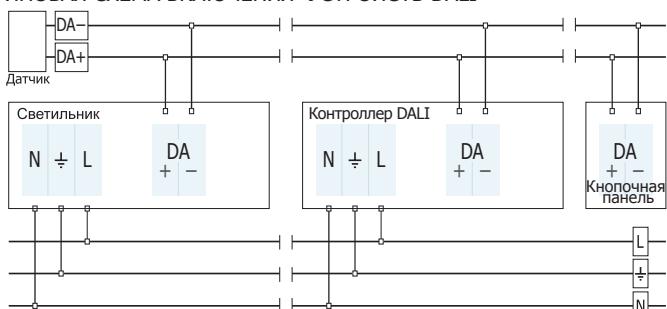 DA−
DA+
Датчик
Светильник
N ⏚ L
DA
+ −
Контроллер DALI
N ⏚ L
DA
+ −
DA
+ −
Кнопочная
панель
L
⏚
N